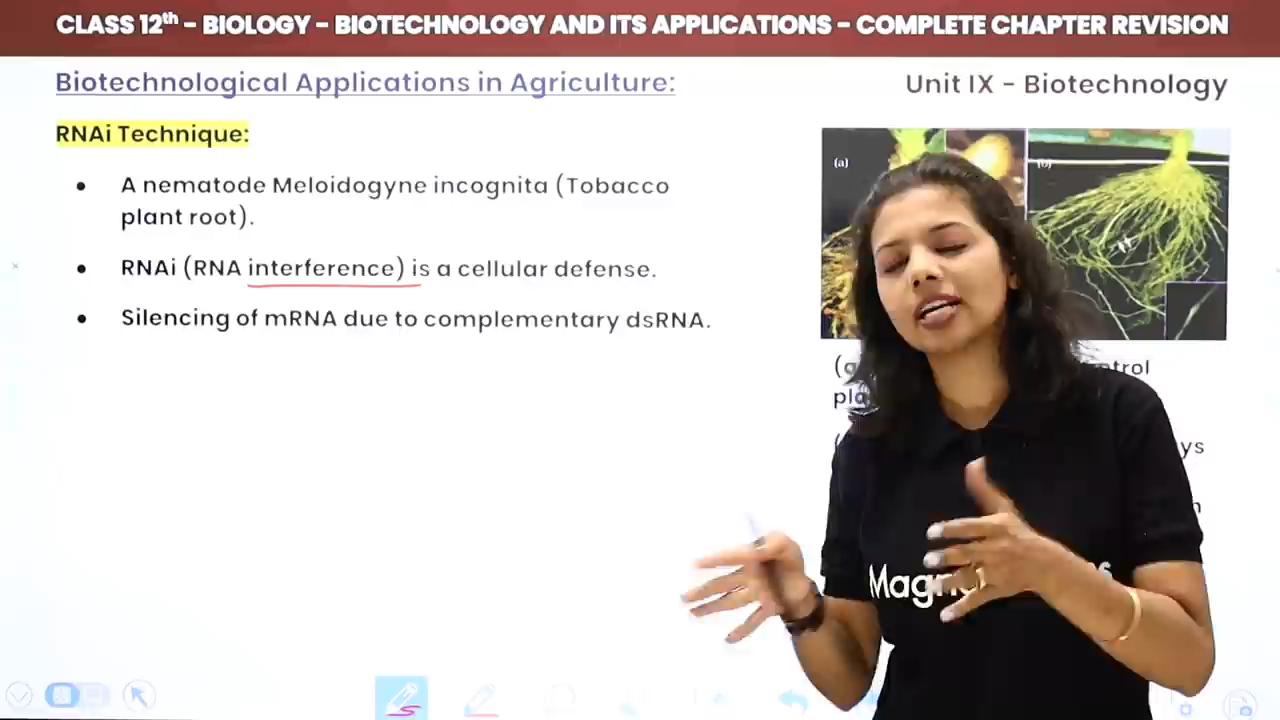 CLASS 12th – BIOLOGY – BIOTECHNOLOGY AND ITS APPLICATIONS – COMPLETE CHAPTER REVISION
Biotechnological Applications in Agriculture:
Unit IX – Biotechnology
RNAi Technique:
• A nematode Meloidogyne incognita (Tobacco
plant root).
• RNAi (RNA interference) is a cellular defense.
• Silencing of mRNA due to complementary dsRNA.
(a)
(b)